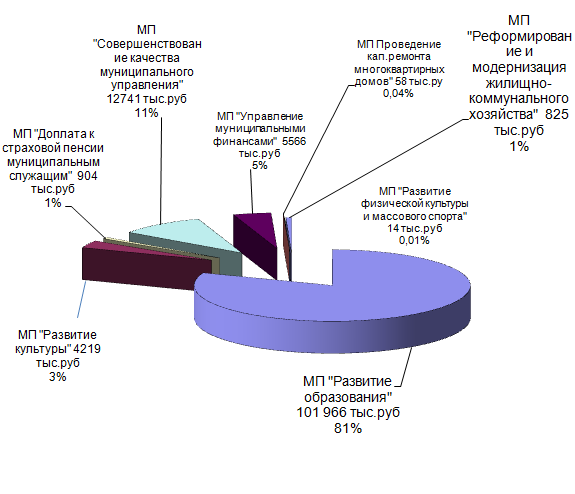 МП
"Совершенствован
ие качества
муниципального
управления"
12741 тыс.руб
11%
МП "Управление
муниципальными
финансами" 5566
тыс.руб
5%
МП Проведение
кап.ремонта
многоквартирных
домов" 58 тыс.ру
0,04%
МП
"Реформирован
ие и
модернизация
жилищно-
коммунального
хозяйства" 825
тыс.руб
1%
МП "Доплата к
страховой пенсии
муниципальным
служащим" 904
тыс.руб
1%
МП "Развитие
физической культуры
и массового спорта"
14 тыс.руб
0,01%
МП "Развитие
культуры" 4219
тыс.руб
3%
МП "Развитие
образования"
101 966 тыс.руб
81%